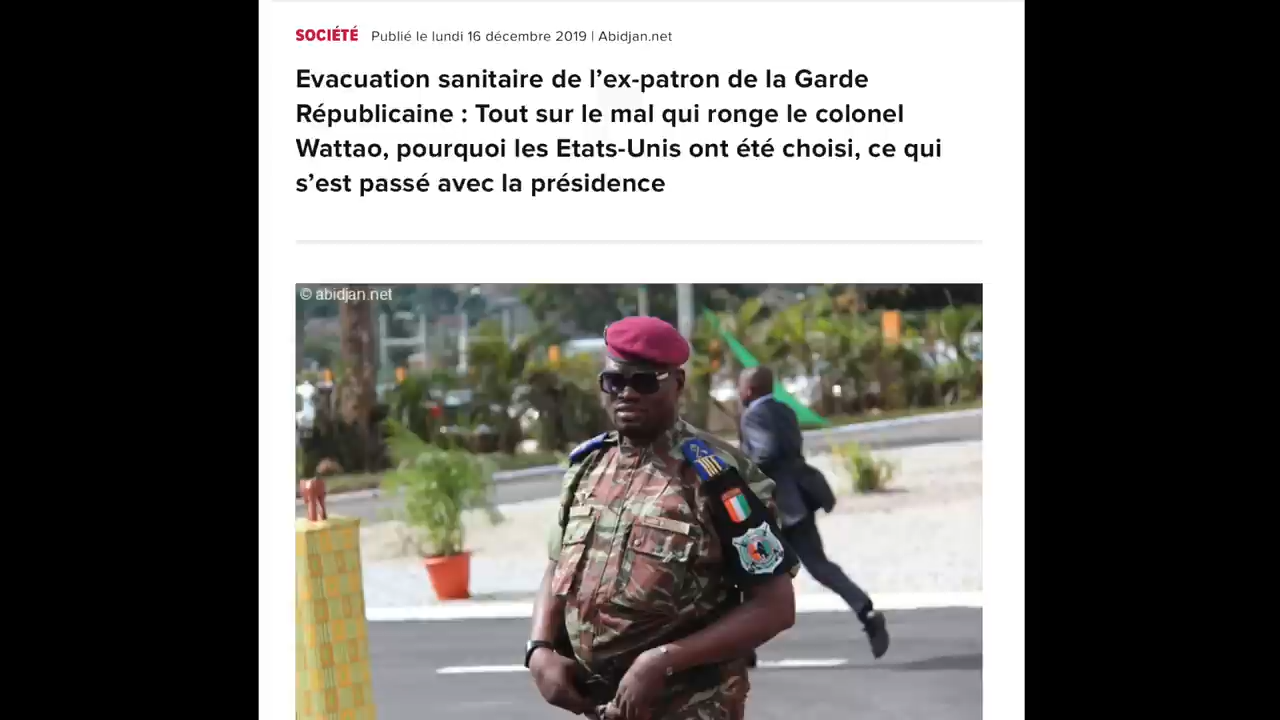 SOCIÉTÉ Publié le lundi 16 décembre 2019 | Abidjan.net
Evacuation sanitaire de l’ex-patron de la Garde
Républicaine : Tout sur le mal qui ronge le colonel
Wattao, pourquoi les Etats-Unis ont été choisi, ce qui
s’est passé avec la présidence
© abidjan.net